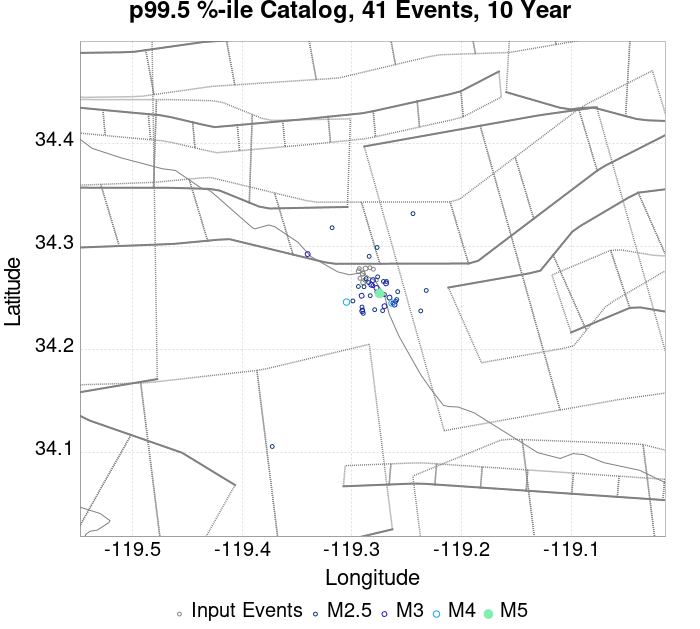 p99.5 %-ile Catalog, 41 Events, 10 Year
34.4
34.3
34.2
34.1
Latitude
-119.5 -119.4 -119.3 -119.2 -119.1
Longitude
Input Events M2.5 M3 M4 M5